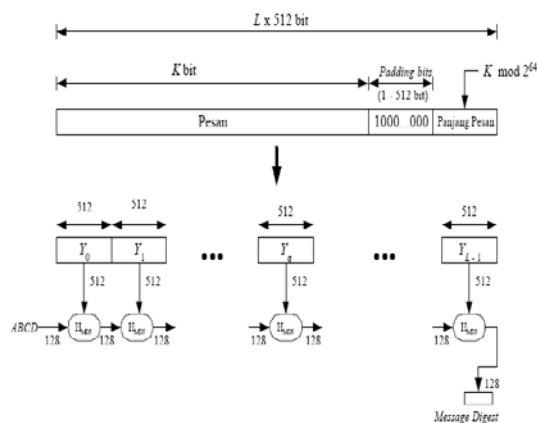 L x 512 bit
K bit
Padding bits
(1 - 512 bit)
K mod 2^64
Pesan
1000...000
Panjang Pesan
512 512 512 512
Y0 Y1 ... Yq ... YL - 1
512 512 512 512
ABCD HMD5 HMD5 HMD5 HMD5
128 128 128 128 128 128
128
Message Digest